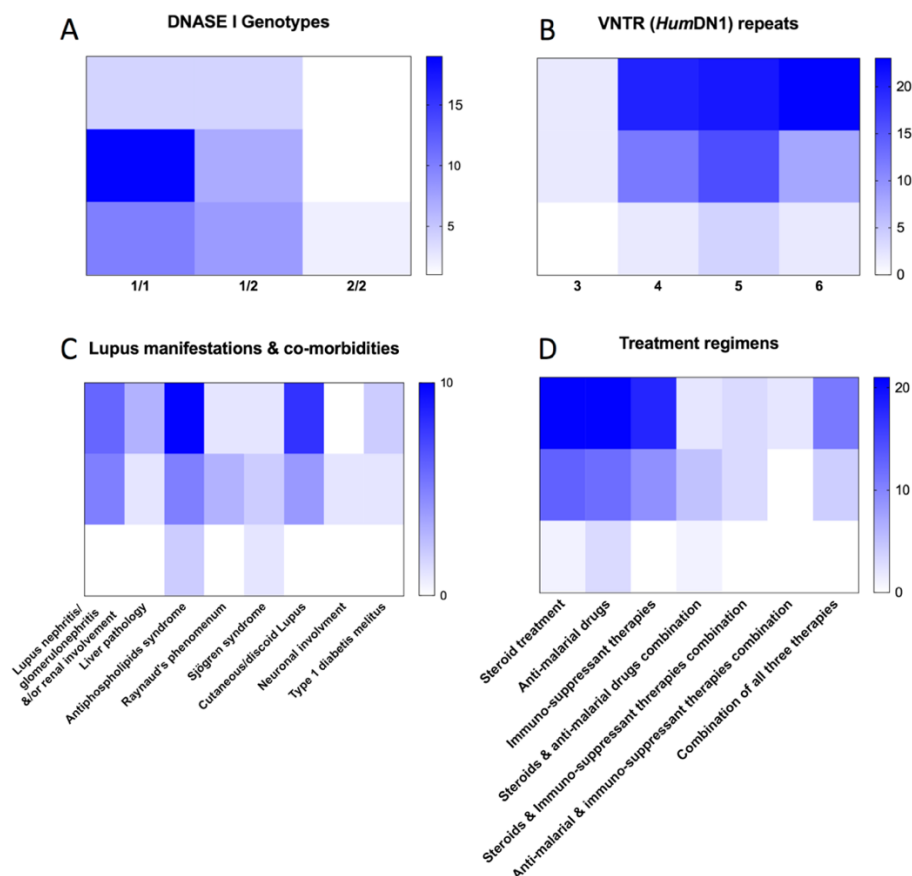 A
DNASE I Genotypes
15
10
5
1/1
1/2
2/2
B
VNTR (HumDN1) repeats
20
15
10
5
0
3
4
5
6
C
Lupus manifestations & co-morbidities
10
0
Lupus nephritis/
glomerulonephritis
&/or renal involvement
Liver pathology
Antiphospholipids syndrome
Raynaud's phenomenum
Sjögren syndrome
Cutaneous/discoid Lupus
Neuronal involvment
Type 1 diabetis melitus
D
Treatment regimens
20
10
0
Steroid treatment
Anti-malarial drugs
Immuno-suppressant therapies
Steroids & anti-malarial drugs combination
Steroids & Immuno-suppressant threrapies combination
Anti-malarial & immuno-suppressant therapies combination
Combination of all three therapies